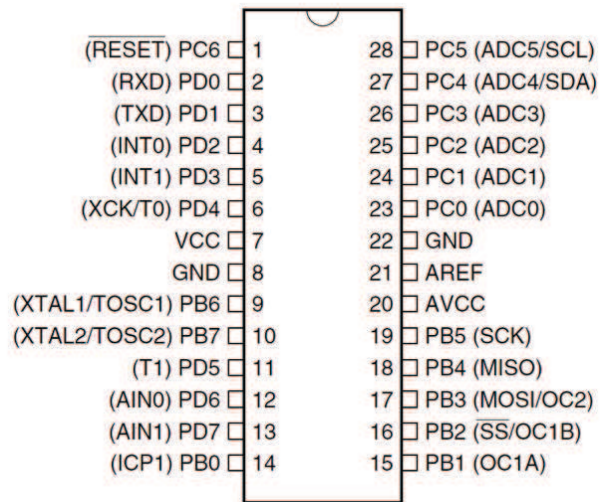 (RESET) PC6 1 28 PC5 (ADC5/SCL)
(RXD) PD0 2 27 PC4 (ADC4/SDA)
(TXD) PD1 3 26 PC3 (ADC3)
(INT0) PD2 4 25 PC2 (ADC2)
(INT1) PD3 5 24 PC1 (ADC1)
(XCK/T0) PD4 6 23 PC0 (ADC0)
VCC 7 22 GND
GND 8 21 AREF
(XTAL1/TOSC1) PB6 9 20 AVCC
(XTAL2/TOSC2) PB7 10 19 PB5 (SCK)
(T1) PD5 11 18 PB4 (MISO)
(AIN0) PD6 12 17 PB3 (MOSI/OC2)
(AIN1) PD7 13 16 PB2 (SS/OC1B)
(ICP1) PB0 14 15 PB1 (OC1A)